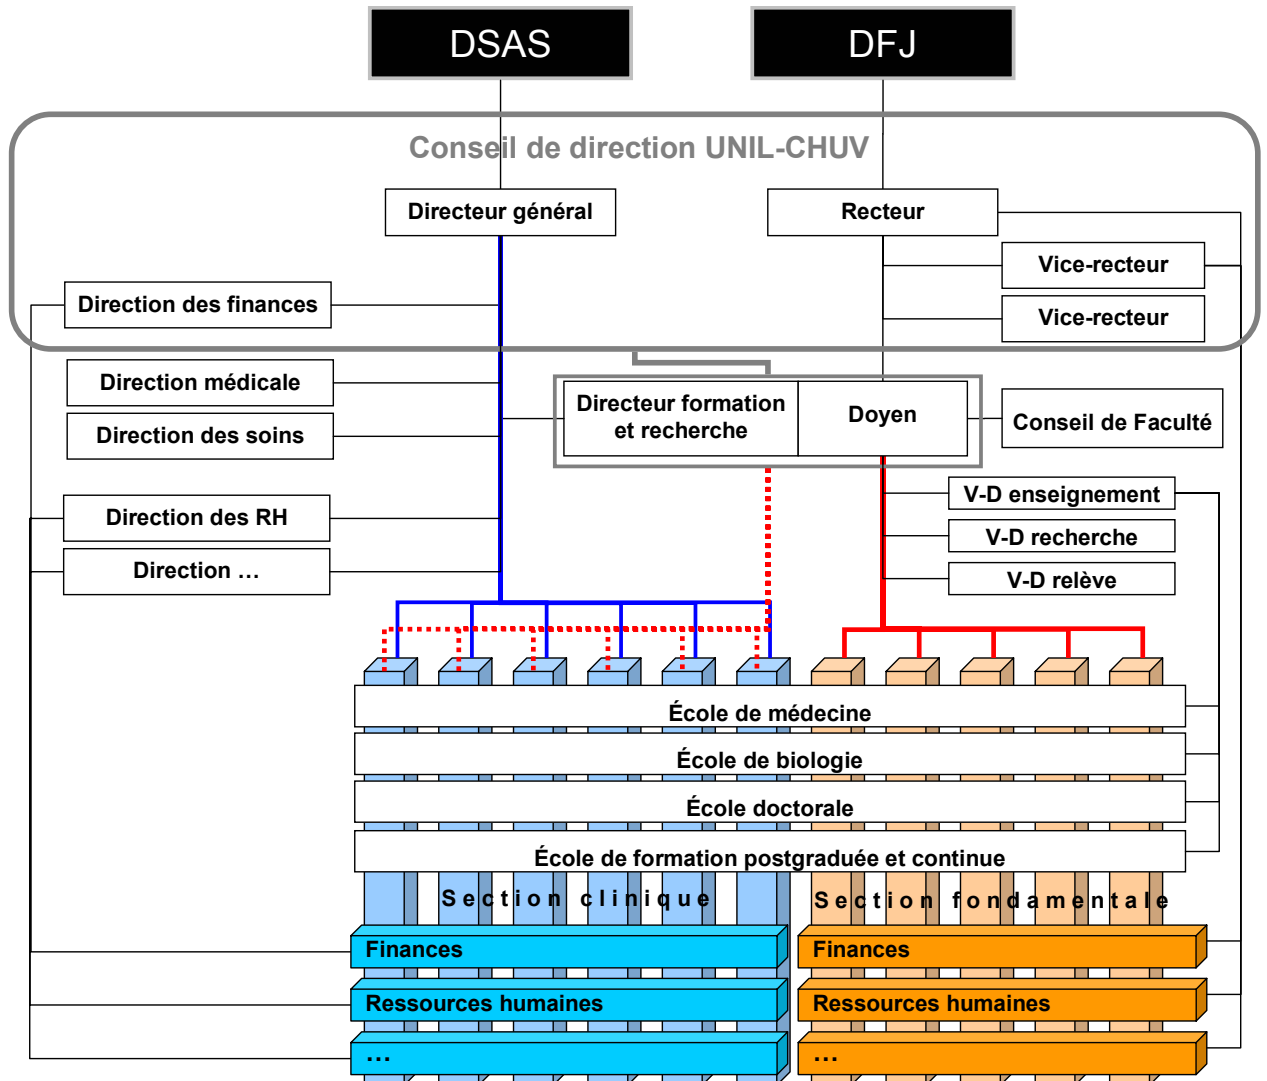 DSAS
DFJ
Conseil de direction UNIL-CHUV
Directeur général
Recteur
Vice-recteur
Direction des finances
Vice-recteur
Direction médicale
Directeur formation
et recherche
Doyen
Conseil de Faculté
Direction des soins
V-D enseignement
Direction des RH
V-D recherche
Direction …
V-D relève
École de médecine
École de biologie
École doctorale
École de formation postgraduée et continue
Section clinique
Section fondamentale
Finances
Finances
Ressources humaines
Ressources humaines
…
…